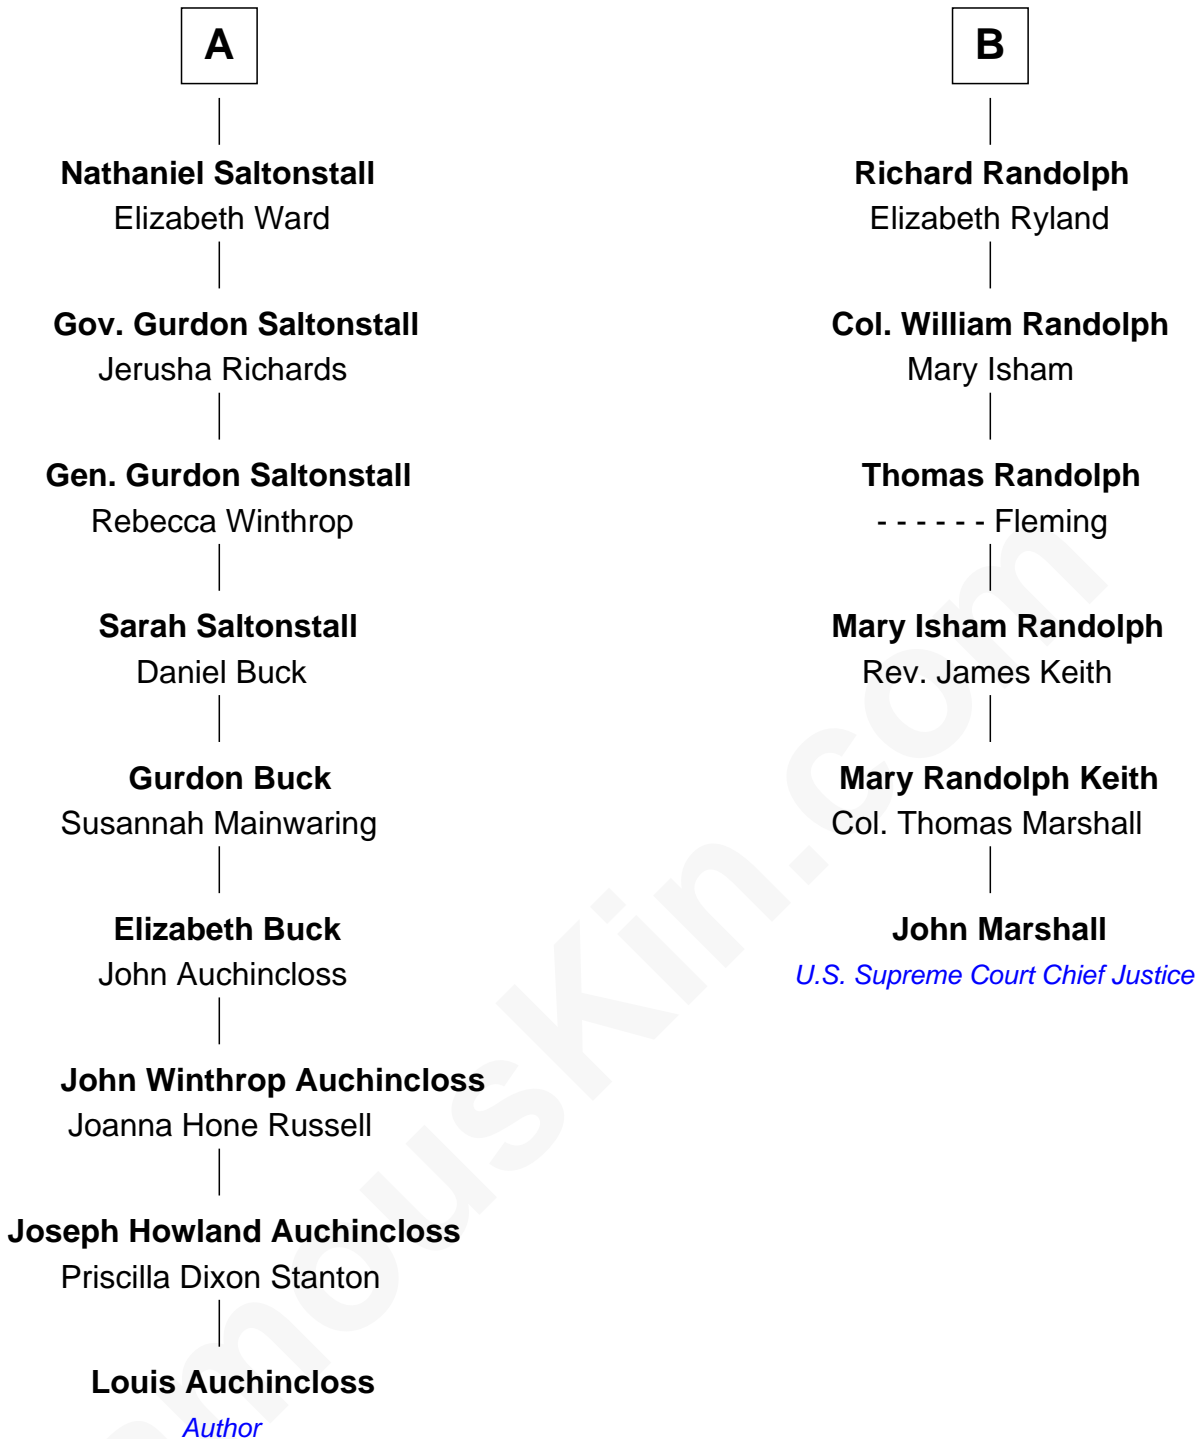 A
Nathaniel Saltonstall
Elizabeth Ward
Gov. Gurdon Saltonstall
Jerusha Richards
Gen. Gurdon Saltonstall
Rebecca Winthrop
Sarah Saltonstall
Daniel Buck
Gurdon Buck
Susannah Mainwaring
Elizabeth Buck
John Auchincloss
John Winthrop Auchincloss
Joanna Hone Russell
Joseph Howland Auchincloss
Priscilla Dixon Stanton
Louis Auchincloss
Author
B
Richard Randolph
Elizabeth Ryland
Col. William Randolph
Mary Isham
Thomas Randolph
- - - - - - Fleming
Mary Isham Randolph
Rev. James Keith
Mary Randolph Keith
Col. Thomas Marshall
John Marshall
U.S. Supreme Court Chief Justice
amouskin.com